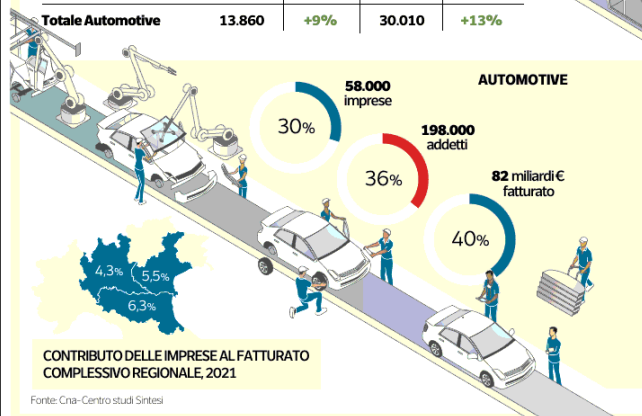 Totale Automotive 13.860 +9% 30.010 +13%
AUTOMOTIVE
58.000
imprese
30%
198.000
addetti
36%
82 miliardi €
fatturato
40%
4,3%
5,5%
6,3%
CONTRIBUTO DELLE IMPRESE AL FATTURATO
COMPLESSIVO REGIONALE, 2021
Fonte: Cna-Centro studi Sintesi